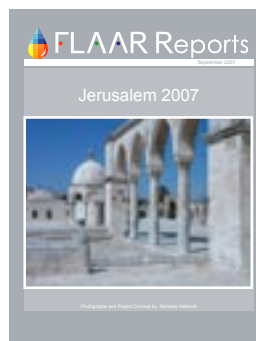 FLAAR Reports
September 2007
Jerusalem 2007
Photographs and Project Concept by Nicholas Hellmuth